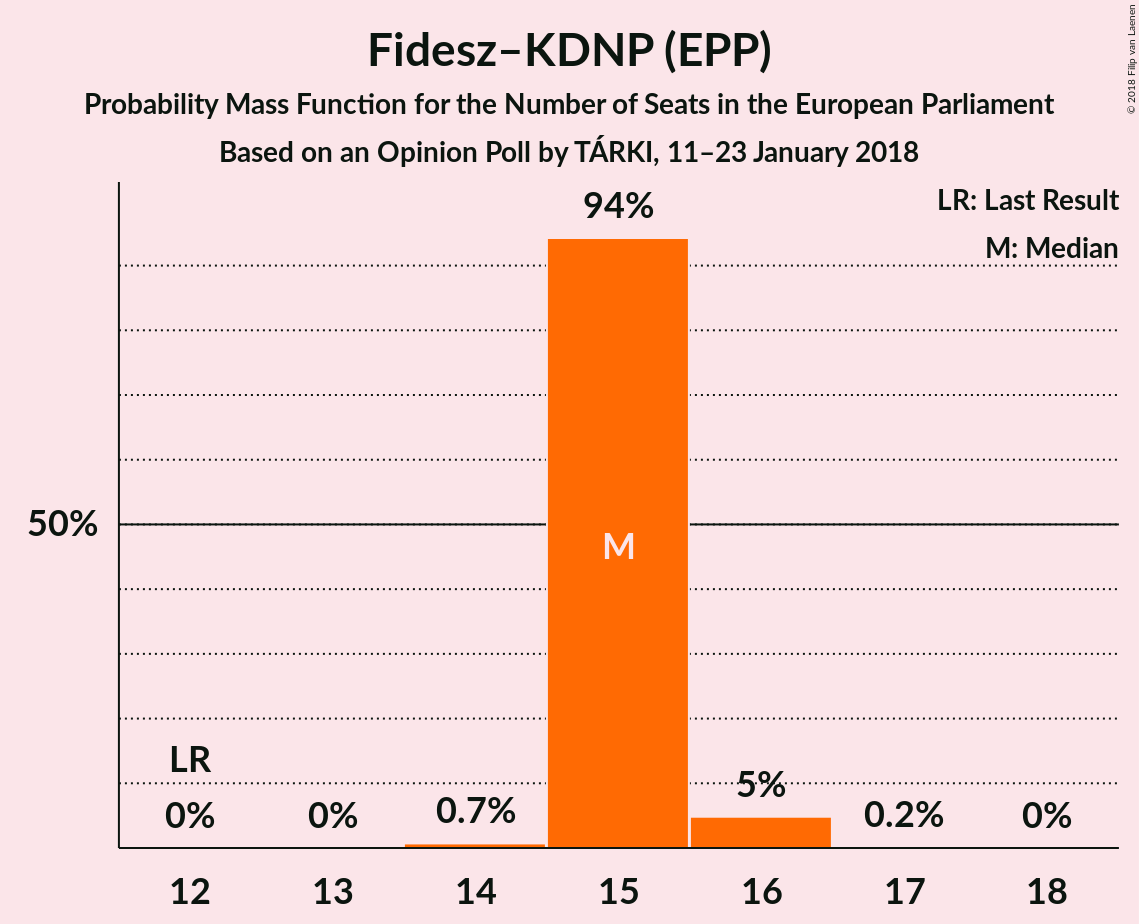 Fidesz–KDNP (EPP)
Probability Mass Function for the Number of Seats in the European Parliament
Based on an Opinion Poll by TÁRKI, 11–23 January 2018
© 2018 Filip van Laenen
LR: Last Result
M: Median
94%
50%
M
LR
0%
0%
0.7%
5%
0.2%
0%
12 13 14 15 16 17 18